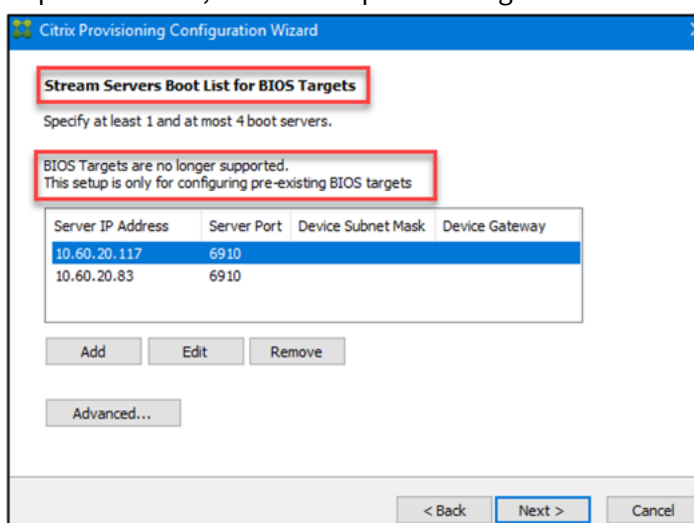 Citrix Provisioning Configuration Wizard
Stream Servers Boot List for BIOS Targets
Specify at least 1 and at most 4 boot servers.
BIOS Targets are no longer supported.
This setup is only for configuring pre-existing BIOS targets
Server IP Address Server Port Device Subnet Mask Device Gateway
10.60.20.117 6910
10.60.20.83 6910
Add Edit Remove
Advanced...
< Back Next > Cancel